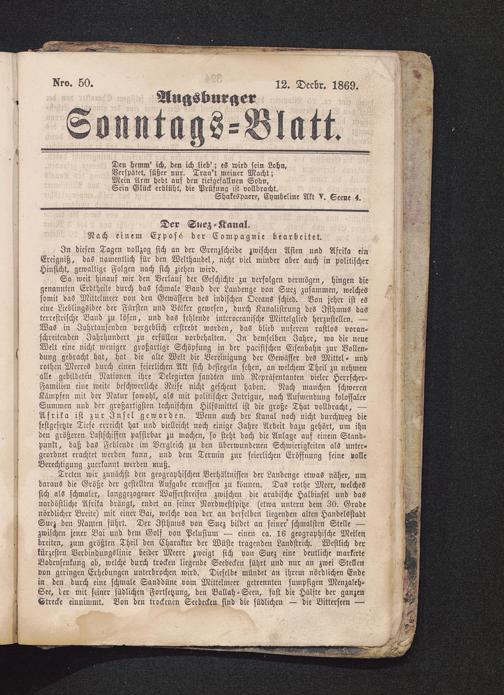 Nro. 50.
12. Decbr. 1869.
Augsburger
Sonntags-Blatt.
Den hemm' ich, den ich lieb'; es wird sein Lohn,
Verspätet, süßer nur. Trau't meiner Macht;
Mein Arm hebt auf den tiefgefallnen Sohn,
Sein Glück erblüht, die Prüfung ist vollbracht.
Shakespeare, Cymbeline Akt V. Scene 4.
Der Suez-Kanal.
Nach einem Exposé der Compagnie bearbeitet.
In diesen Tagen vollzog sich an der Grenzscheide zwischen Asien und Afrika ein
Ereigniß, das namentlich für den Welthandel, nicht viel minder aber auch in politischer
Hinsicht, gewaltige Folgen nach sich ziehen wird.
So weit hinauf wir den Verlauf der Geschichte zu verfolgen vermögen, hingen die
genannten Erdtheile durch das schmale Band der Landenge von Suez zusammen, welches
somit das Mittelmeer von den Gewässern des indischen Oceans schied. Von jeher ist es
eine Lieblingsidee der Fürsten und Völker gewesen, durch Kanalisirung des Isthmus das
terrestrische Band zu lösen, und das fehlende interoceanische Mittelglied herzustellen. —
Was in Jahrtausenden vergeblich erstrebt worden, das blieb unserem rastlos voran-
schreitenden Jahrhundert zu erfüllen vorbehalten. In demselben Jahre, wo die neue
Welt eine nicht weniger großartige Schöpfung in der pacifischen Eisenbahn zur Vollen-
dung gebracht hat, hat die alte Welt die Vereinigung der Gewässer des Mittel- und
rothen Meeres durch einen feierlichen Akt sich besiegeln sehen, an welchem Theil zu nehmen
alle gebildeten Nationen ihre Delegirten sandten und Repräsentanten vieler Herrscher-
Familien eine weite beschwerliche Reise nicht gescheut haben. Nach manchen schweren
Kämpfen mit der Natur sowohl, als mit politischer Intrigue, nach Aufwendung kolossaler
Summen und der großartigsten technischen Hilfsmittel ist die große That vollbracht, —
Afrika ist zur Insel geworden. Wenn auch der Kanal noch nicht durchweg die
festgesetzte Tiefe erreicht hat und vielleicht noch einige Jahre Arbeit dazu gehört, um ihn
den größeren Lastschiffen passirbar zu machen, so steht doch die Anlage auf einem Stand-
punkt, daß das Fehlende im Vergleich zu den überwundenen Schwierigkeiten als unter-
geordnet erachtet werden kann, und dem Termin zur feierlichen Eröffnung seine volle
Berechtigung zuerkannt werden muß.
Treten wir zunächst den geographischen Verhältnissen der Landenge etwas näher, um
daraus die Größe der gestellten Aufgabe ermessen zu können. Das rothe Meer, welches
sich als schmaler, langgezogener Wasserstreifen zwischen die arabische Halbinsel und das
nordöstliche Afrika drängt, endet an seiner Nordwestspitze (etwa unterm dem 30. Grade
nördlicher Breite) mit einer Bai, welche von der an derselben liegenden alten Handelsstadt
Suez den Namen führt. Der Isthmus von Suez bildet an seiner schmalsten Stelle —
zwischen jener Bai und dem Golf von Pelusium — einen ca. 16 geographische Meilen
breiten, zum größten Theil den Charakter der Wüste tragenden Landstrich. Westlich der
kürzesten Verbindungslinie beider Meere zweigt sich von Suez eine deutlich markirte
Bodensenkung ab, welche durch trocken liegende Seebecken führt und nur an zwei Stellen
von geringen Erhebungen unterbrochen wird. Dieselbe mündet an ihrem nördlichen Ende
in den durch eine schmale Sanddüne vom Mittelmeer getrennten sumpfigen Menzaleh-
See, der mit seiner südlichen Fortsetzung, den Ballah-Seen, fast die Hälfte der ganzen
Strecke einnimmt. Von den trockenen Seebecken sind die südlichen — die Bitterseen —